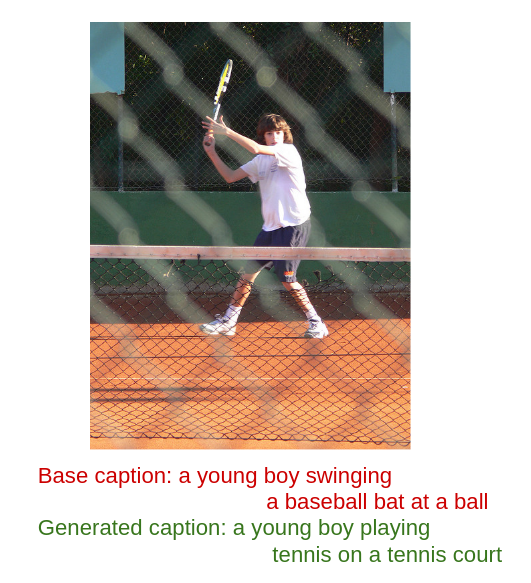 Base caption: a young boy swinging
a baseball bat at a ball
Generated caption: a young boy playing
tennis on a tennis court